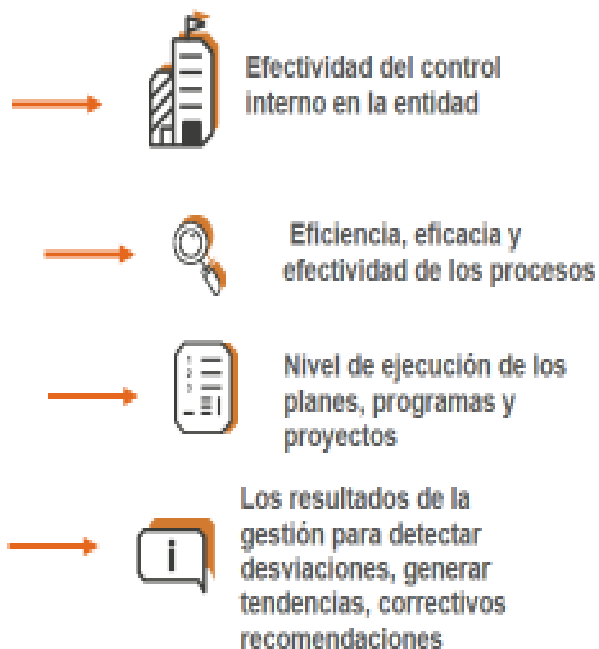 Efectividad del control
interno en la entidad
Eficiencia, eficacia y
efectividad de los procesos
Nivel de ejecución de los
planes, programas y
proyectos
i
Los resultados de la
gestión para detectar
desviaciones, generar
tendencias, correctivos
recomendaciones